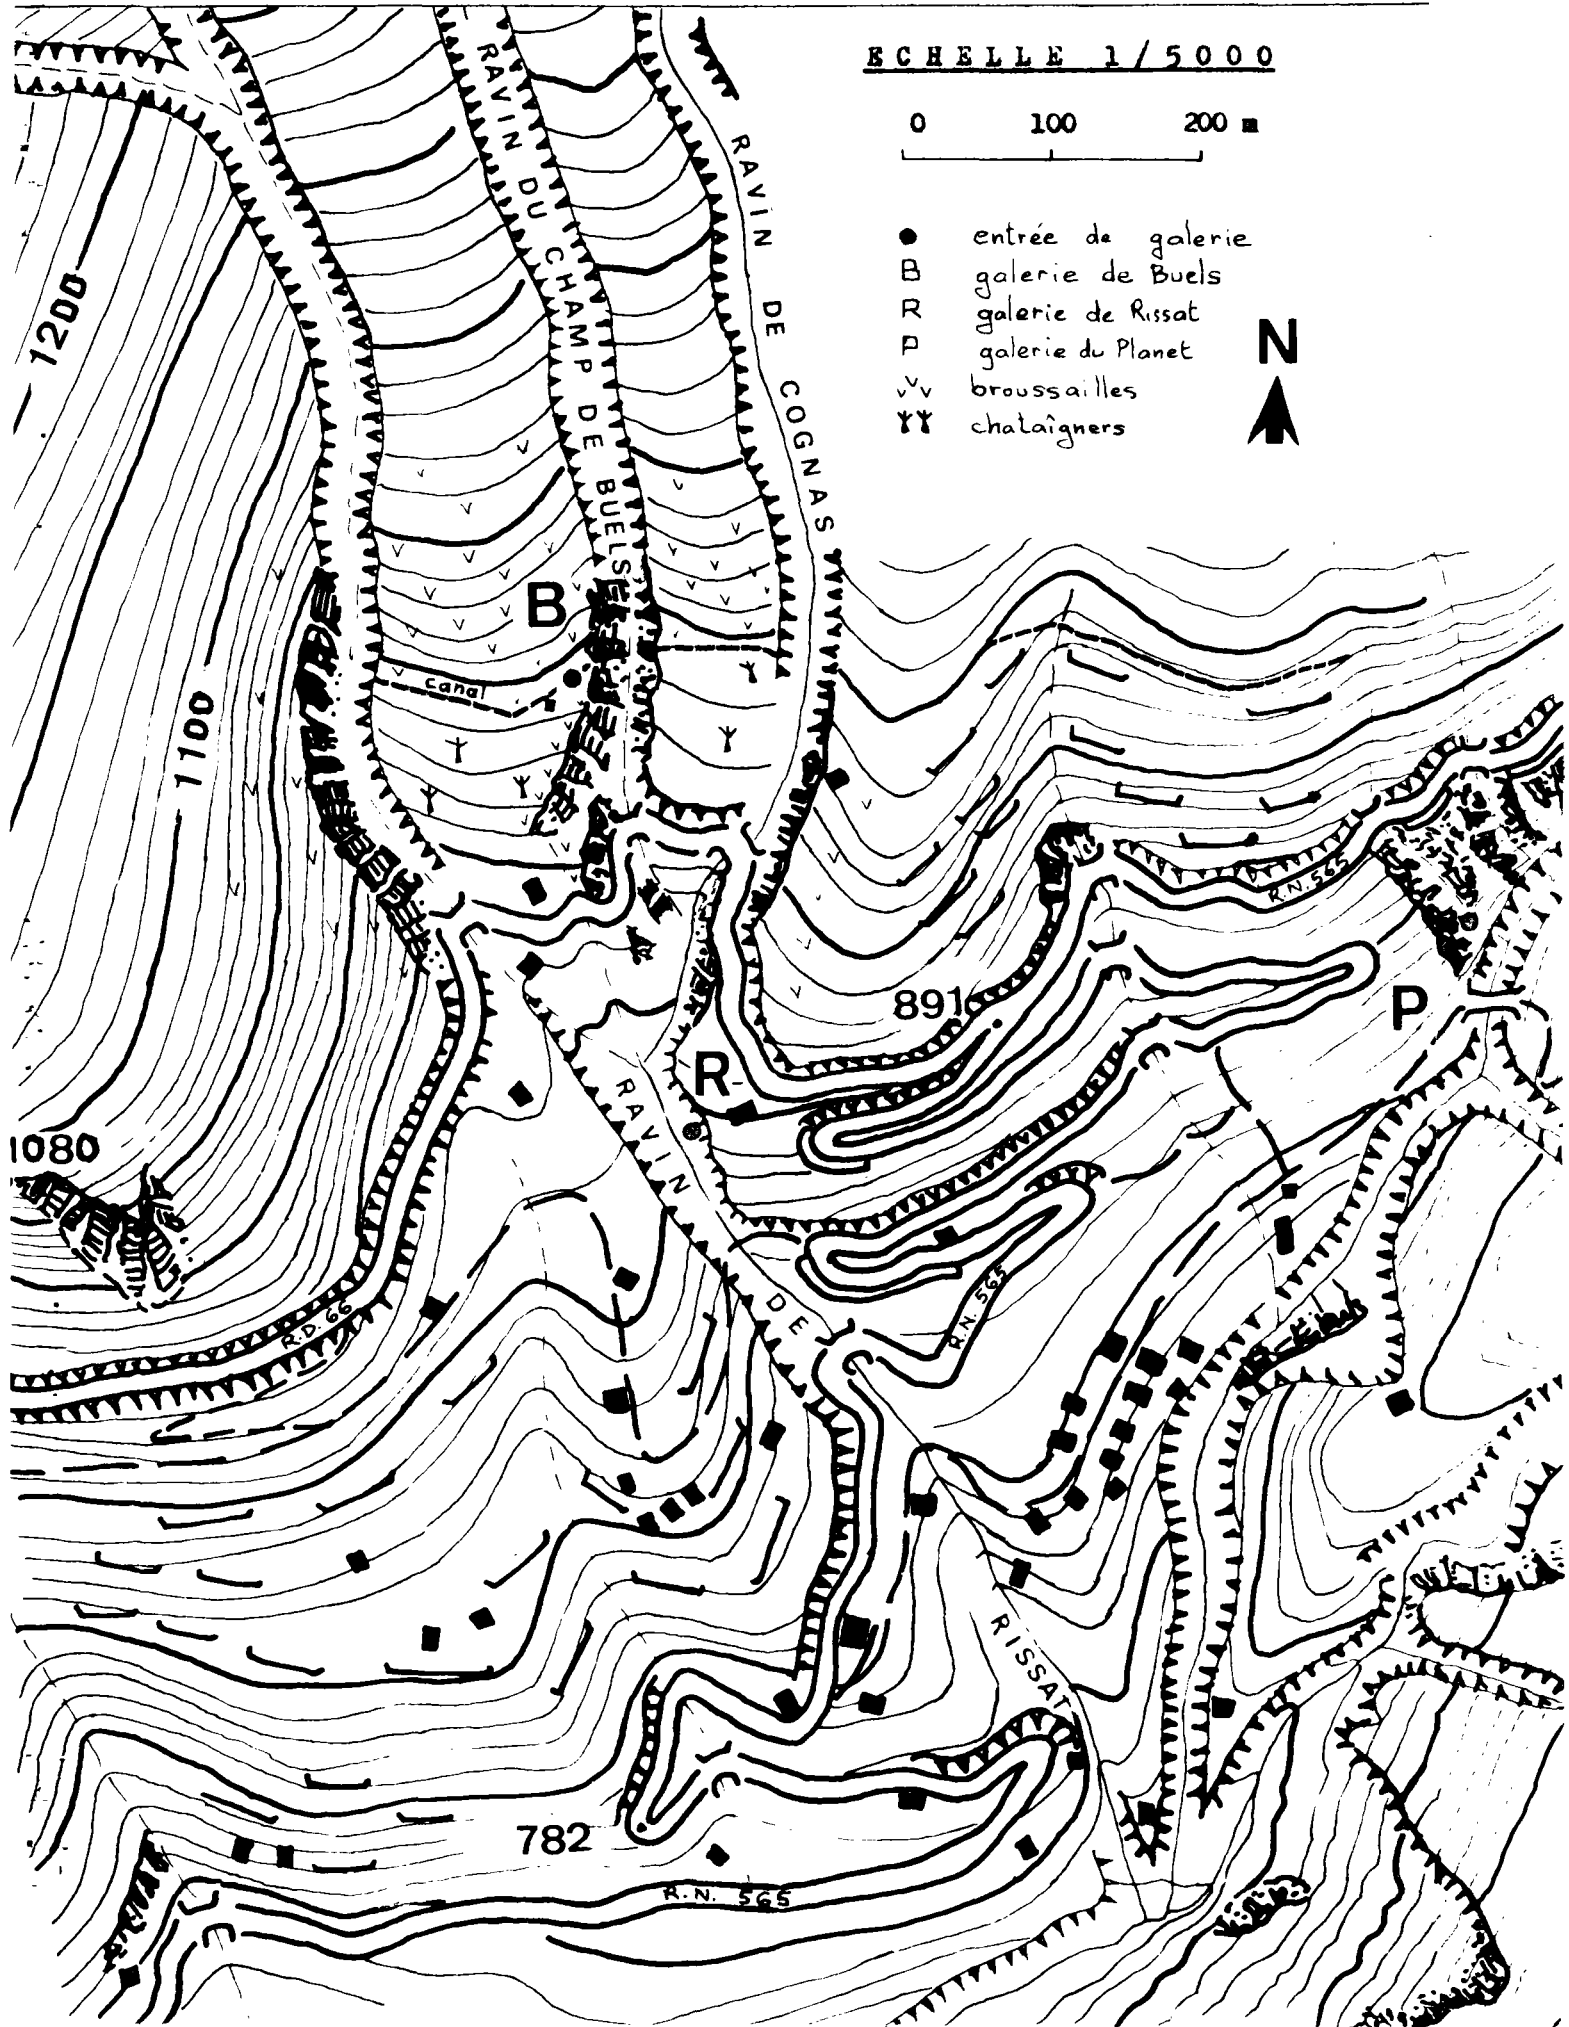 ECHELLE 1/5000
0 100 200 m
entrée de galerie
B galerie de Buels
R galerie de Rissat
P galerie du Planet
broussailles
chataîgners
N
RAVIN DU CHAMP DE BUELS
RAVIN DE COGNAS
1200
B
canal
1100
R.N. 565
891
P
R
1080
RAVIN DE RISSAT
R.D. 66
R.N. 565
782
R.N. 565